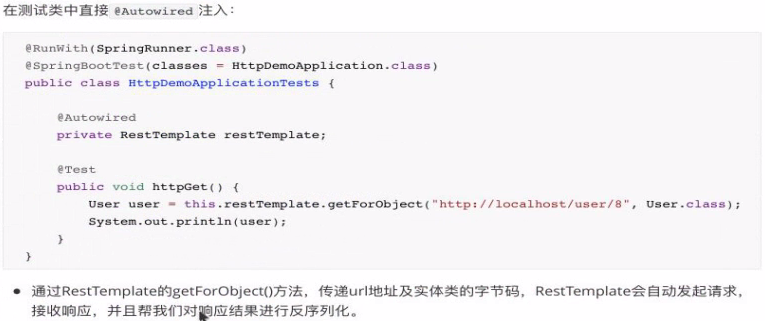 在测试类中直接 @Autowired 注入：
@RunWith(SpringRunner.class)
@SpringBootTest(classes = HttpDemoApplication.class)
public class HttpDemoApplicationTests {
@Autowired
private RestTemplate restTemplate;
@Test
public void httpGet() {
User user = this.restTemplate.getForObject("http://localhost/user/8", User.class);
System.out.println(user);
}
}
• 通过RestTemplate的getForObject()方法，传递url地址及实体类的字节码，RestTemplate会自动发起请求，
接收响应，并且帮我们对响应结果进行反序列化。